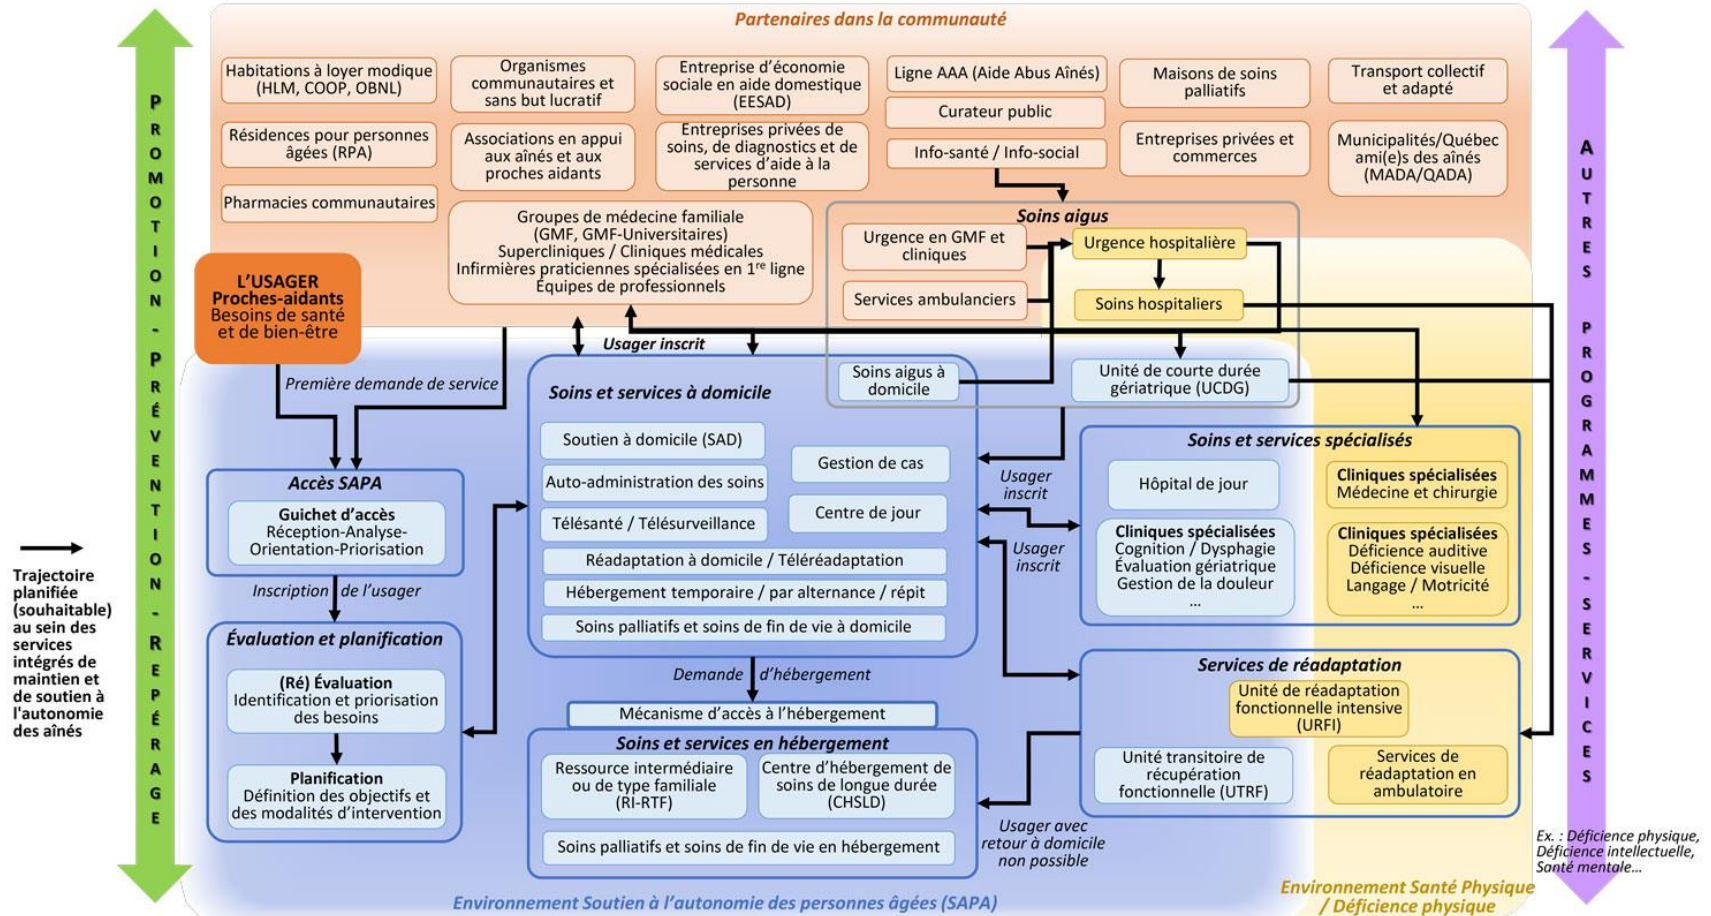 Partenaires dans la communauté
Habitations à loyer modique
(HLM, COOP, OBNL)
Résidences pour personnes
âgées (RPA)
Pharmacies communautaires
Organismes
communautaires et
sans but lucratif
Associations en appui
aux aînés et aux
proches aidants
Entreprise d’économie
sociale en aide domestique
(EESAD)
Entreprises privées de
soins, de diagnostics et de
services d’aide à la
personne
Ligne AAA (Aide Abus Aînés)
Curateur public
Info-santé / Info-social
Maisons de soins
palliatifs
Entreprises privées et
commerces
Transport collectif
et adapté
Municipalités/Québec
ami(e)s des aînés
(MADA/QADA)
Groupes de médecine familiale
(GMF, GMF-Universitaires)
Supercliniques / Cliniques médicales
Infirmières praticiennes spécialisées en 1re ligne
Équipes de professionnels
Soins aigus
Urgence en GMF et
cliniques
Services ambulanciers
Urgence hospitalière
Soins hospitaliers
Soins aigus à
domicile
Unité de courte durée
gériatrique (UCDG)
L’USAGER
Proches-aidants
Besoins de santé
et de bien-être
Première demande de service
Usager inscrit
Accès SAPA
Guichet d’accès
Réception-Analyse-
Orientation-Priorisation
Inscription de l’usager
Évaluation et planification
(Ré) Évaluation
Identification et priorisation
des besoins
Planification
Définition des objectifs et
des modalités d’intervention
Soins et services à domicile
Soutien à domicile (SAD)
Auto-administration des soins
Télésanté / Télésurveillance
Gestion de cas
Centre de jour
Réadaptation à domicile / Téléréadaptation
Hébergement temporaire / par alternance / répit
Soins palliatifs et soins de fin de vie à domicile
Demande d’hébergement
Mécanisme d’accès à l’hébergement
Soins et services en hébergement
Ressource intermédiaire
ou de type familiale
(RI-RTF)
Centre d’hébergement de
soins de longue durée
(CHSLD)
Soins palliatifs et soins de fin de vie en hébergement
Usager
inscrit
Usager
inscrit
Soins et services spécialisés
Hôpital de jour
Cliniques spécialisées
Médecine et chirurgie
Cliniques spécialisées
Cognition / Dysphagie
Évaluation gériatrique
Gestion de la douleur
...
Cliniques spécialisées
Déficience auditive
Déficience visuelle
Langage / Motricité
...
Services de réadaptation
Unité de réadaptation
fonctionnelle intensive
(URFI)
Unité transitoire de
récupération
fonctionnelle (UTRF)
Services de
réadaptation en
ambulatoire
Usager avec
retour à domicile
non possible
Environnement Soutien à l’autonomie des personnes âgées (SAPA)
Environnement Santé Physique
/ Déficience physique
PROMOTION-PRÉVENTION-REPÉRAGE
AUTRES PROGRAMMES-SERVICES
Ex. : Déficience physique,
Déficience intellectuelle,
Santé mentale...
Trajectoire
planifiée
(souhaitable)
au sein des
services
intégrés de
maintien et
de soutien à
l'autonomie
des aînés